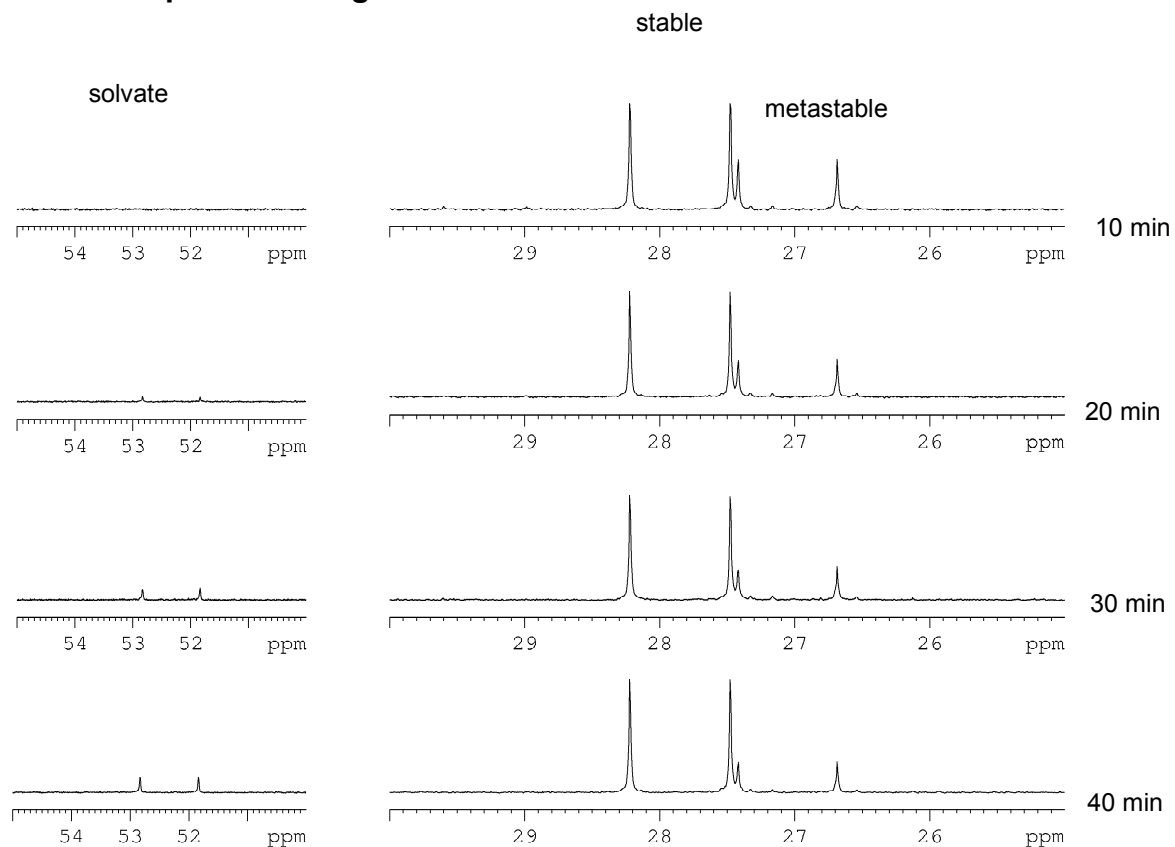 stable
solvate
metastable
54 53 52 ppm 29 28 27 26 ppm
10 min
54 53 52 ppm 29 28 27 26 ppm
20 min
54 53 52 ppm 29 28 27 26 ppm
30 min
54 53 52 ppm 29 28 27 26 ppm
40 min